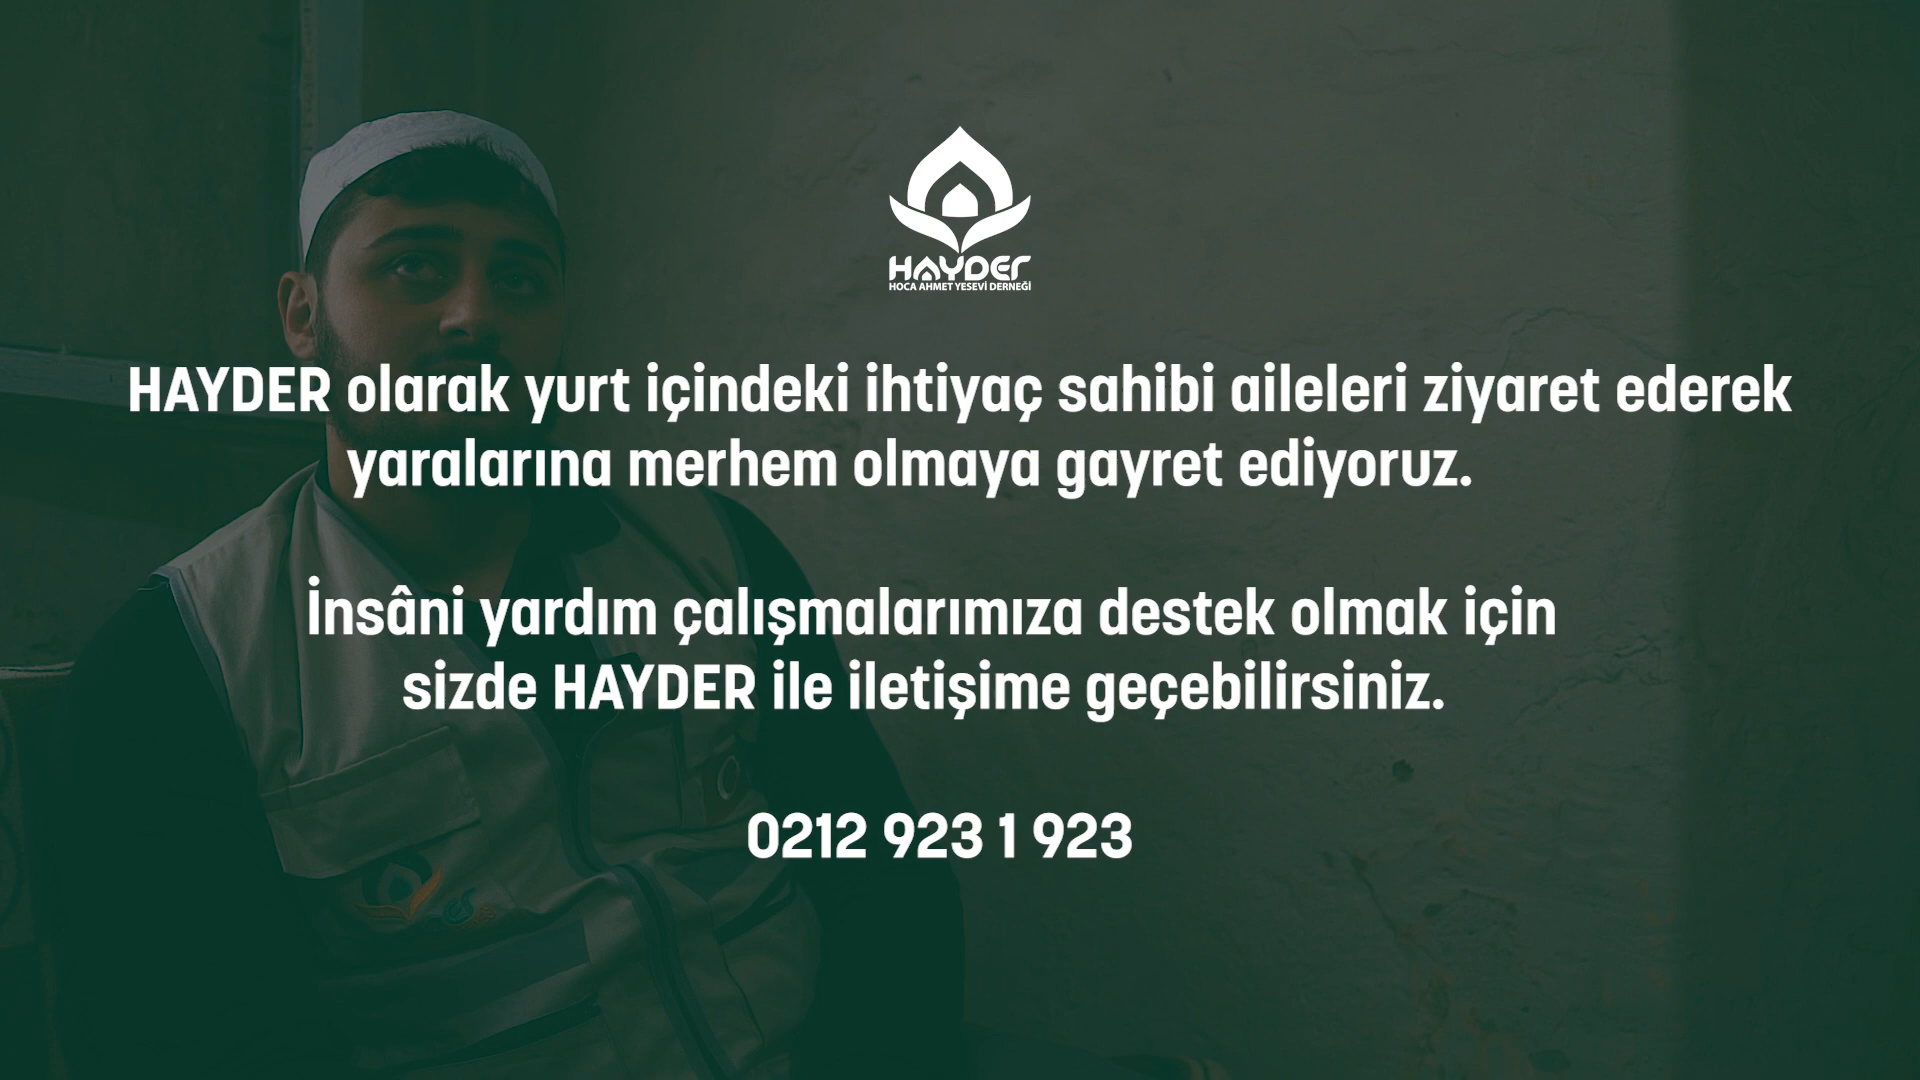 HAYDER
HOCA AHMET YESEVİ DERNEĞİ
HAYDER olarak yurt içindeki ihtiyaç sahibi aileleri ziyaret ederek
yaralarına merhem olmaya gayret ediyoruz.
İnsâni yardım çalışmalarımıza destek olmak için
sizde HAYDER ile iletişime geçebilirsiniz.
0212 923 1 923